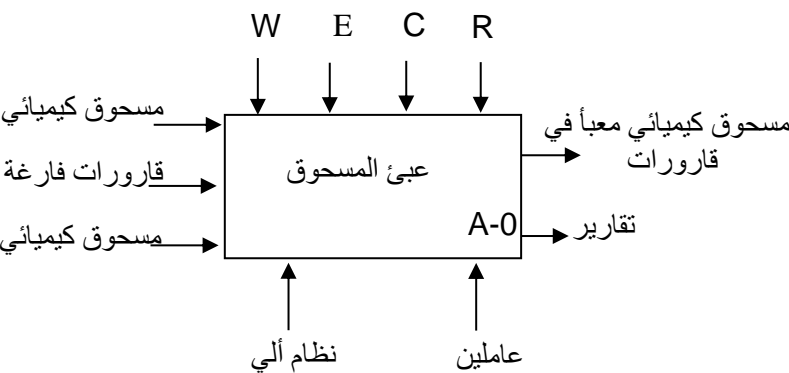 W E C R
مسحوق كيميائي
قارورات فارغة
مسحوق كيميائي
عبئ المسحوق
A-0
مسحوق كيميائي معبأ في
قارورات
تقارير
نظام ألي
عاملين